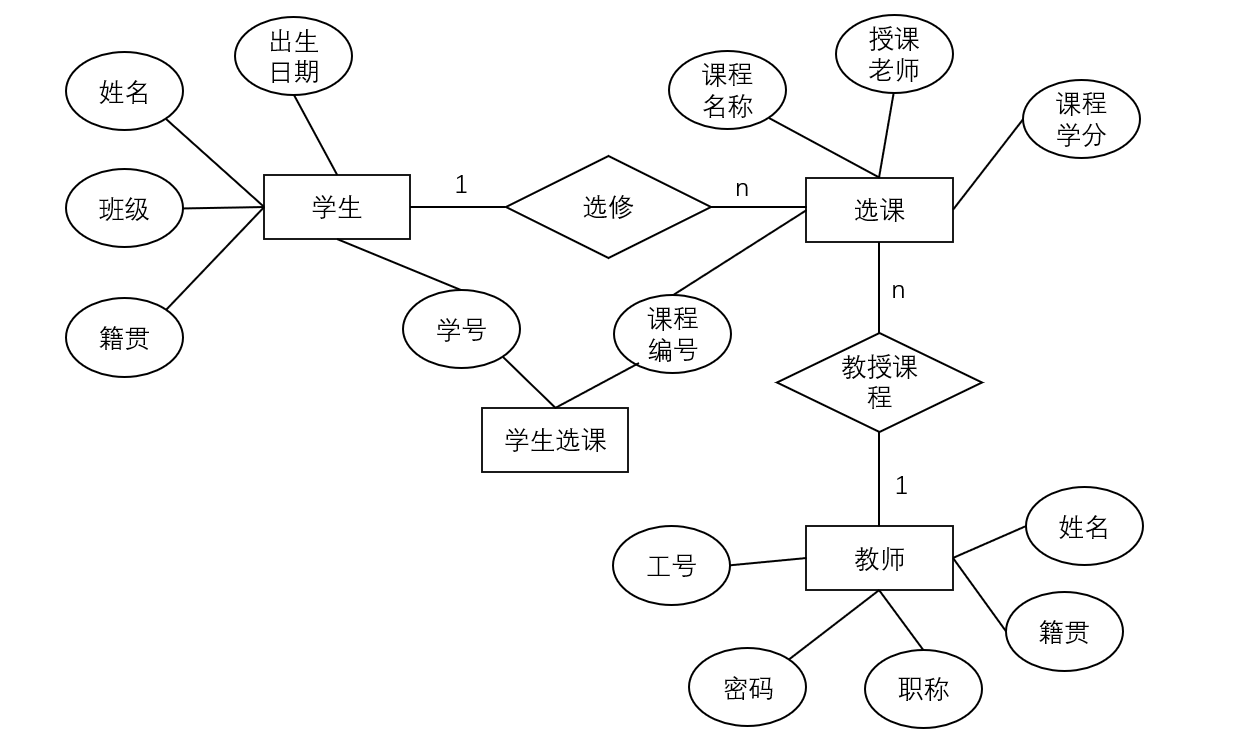 出生
日期
姓名
班级
籍贯
学生
1
选修
n
课程
名称
授课
老师
课程
学分
选课
学号
课程
编号
学生选课
n
教授课
程
1
教师
工号
密码
职称
姓名
籍贯